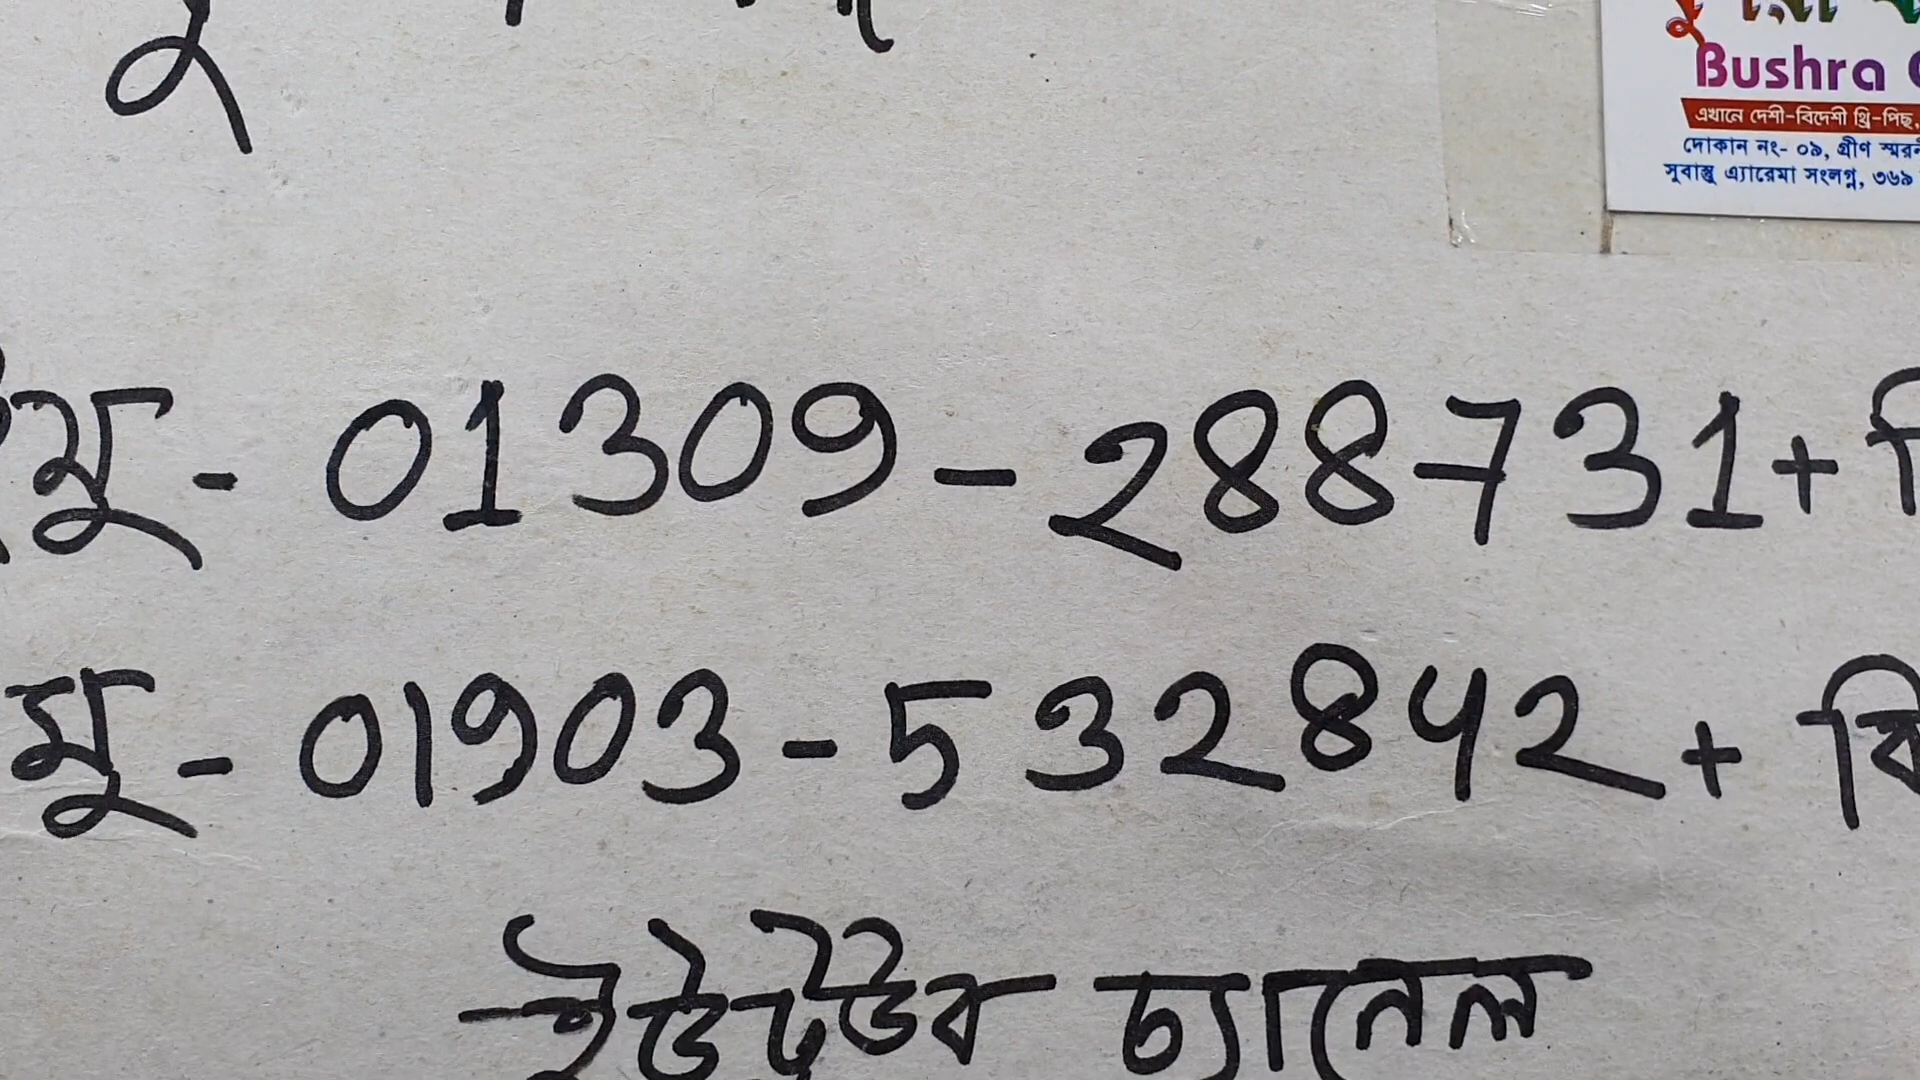 Bushra
এখানে দেশী-বিদেশী থ্রি-পিছ,
দোকান নং- ০৯, গ্রীণ
সুবাস্তু এ্যারেমা সংলগ্ন, ৩৬৯
মু - 01309-288731+
মু - 01903-532842 +
ইউটিউব চ্যানেল